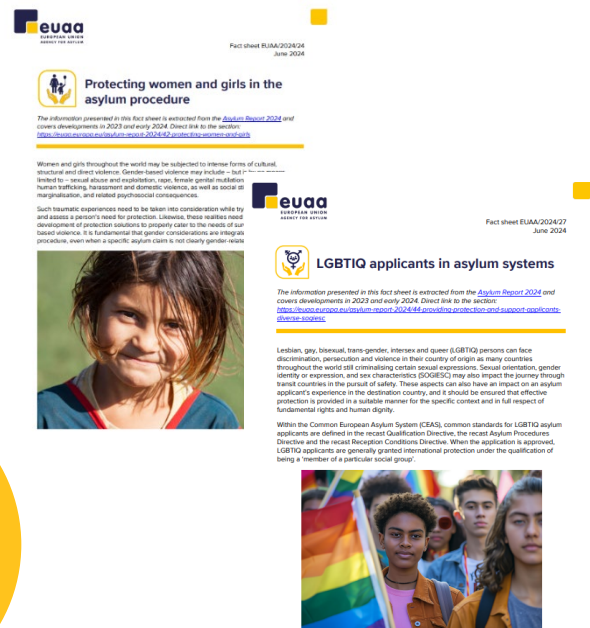 euaa
EUROPEAN UNION
AGENCY FOR ASYLUM
Fact sheet EUAA/2024/24
June 2024
Protecting women and girls in the
asylum procedure
The information presented in this fact sheet is extracted from the Asylum Report 2024 and
covers developments in 2023 and early 2024. Direct link to the section:
https://euaa.europa.eu/asylum-report-2024/42-protecting-women-and-girls
Women and girls throughout the world may be subjected to intense forms of cultural,
structural and direct violence. Gender-based violence may include – but
limited to – sexual abuse and exploitation, rape, female genital mutilation
human trafficking, harassment and domestic violence, as well as social
marginalisation, and related psychosocial consequences.
Such traumatic experiences need to be taken into consideration while
and assess a person's need for protection. Likewise, these realities need
development of protection solutions to properly cater to the needs of
based violence. It is fundamental that gender considerations are
procedure, even when a specific asylum claim is not clearly
euaa
EUROPEAN UNION
AGENCY FOR ASYLUM
Fact sheet EUAA/2024/27
June 2024
LGBTIQ applicants in asylum systems
The information presented in this fact sheet is extracted from the Asylum Report 2024 and
covers developments in 2023 and early 2024. Direct link to the section:
https://euaa.europa.eu/asylum-report-2024/44-providing-protection-and-support-applicants-
diverse-sogiesc
Lesbian, gay, bisexual, trans-gender, intersex and queer (LGBTIQ) persons can face
discrimination, persecution and violence in their country of origin as many countries
throughout the world still criminalising certain sexual expressions. Sexual orientation, gender
identity or expression, and sex characteristics (SOGIESC) may also impact the journey through
transit countries in the pursuit of safety. These aspects can also have an impact on an asylum
applicant's experience in the destination country, and it should be ensured that effective
protection is provided in a suitable manner for the specific context and in full respect of
fundamental rights and human dignity.
Within the Common European Asylum System (CEAS), common standards for LGBTIQ asylum
applicants are defined in the recast Qualification Directive, the recast Asylum Procedures
Directive and the recast Reception Conditions Directive. When the application is approved,
LGBTIQ applicants are generally granted international protection under the qualification of
being a 'member of a particular social group'.